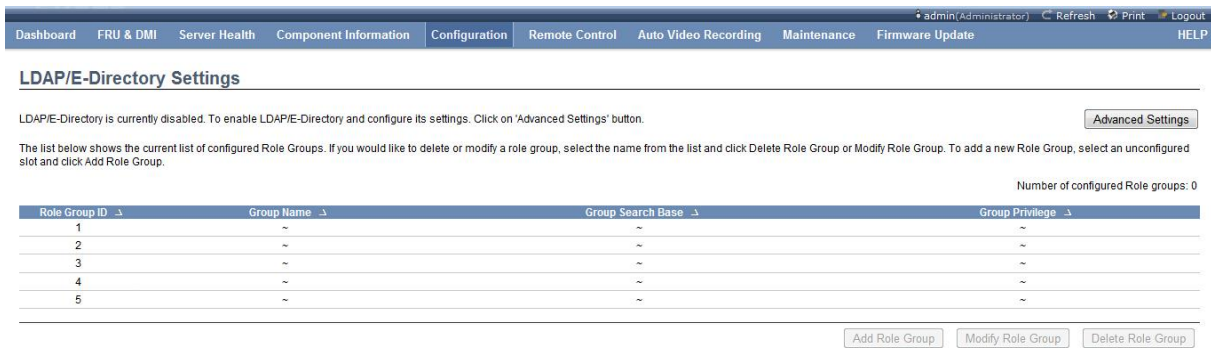 admin(Administrator) Refresh Print Logout
Dashboard FRU & DMI Server Health Component Information Configuration Remote Control Auto Video Recording Maintenance Firmware Update HELP
LDAP/E-Directory Settings
LDAP/E-Directory is currently disabled. To enable LDAP/E-Directory and configure its settings. Click on 'Advanced Settings' button.
Advanced Settings
The list below shows the current list of configured Role Groups. If you would like to delete or modify a role group, select the name from the list and click Delete Role Group or Modify Role Group. To add a new Role Group, select an unconfigured
slot and click Add Role Group.
Number of configured Role groups: 0
Role Group ID Group Name Group Search Base Group Privilege
1 ~ ~ ~
2 ~ ~ ~
3 ~ ~ ~
4 ~ ~ ~
5 ~ ~ ~
Add Role Group Modify Role Group Delete Role Group